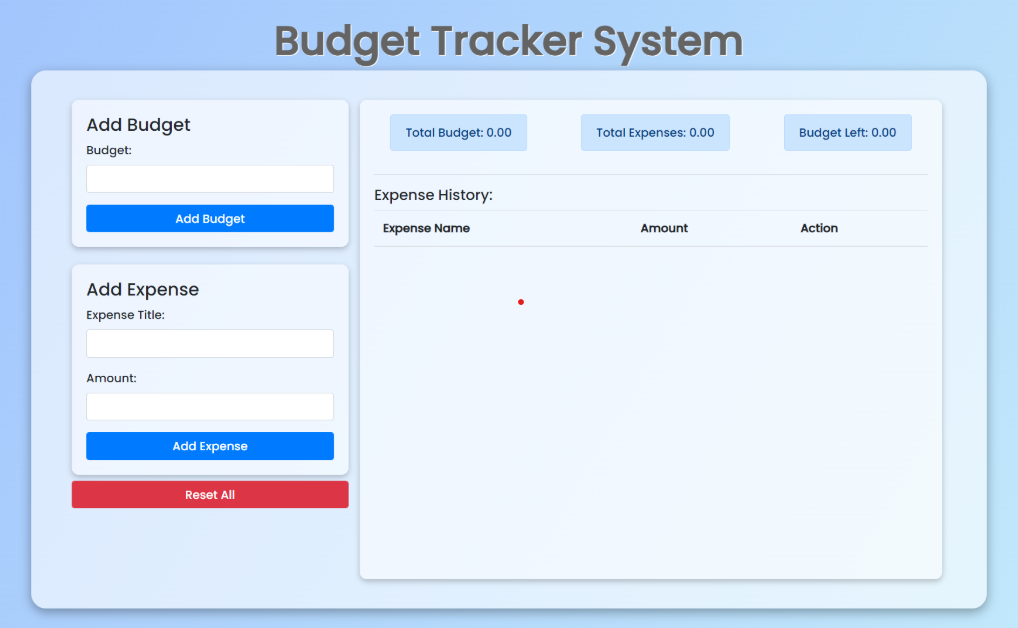 Budget Tracker System
Add Budget
Budget:
Add Budget
Add Expense
Expense Title:
Amount:
Add Expense
Reset All
Total Budget: 0.00 Total Expenses: 0.00 Budget Left: 0.00
Expense History:
Expense Name Amount Action